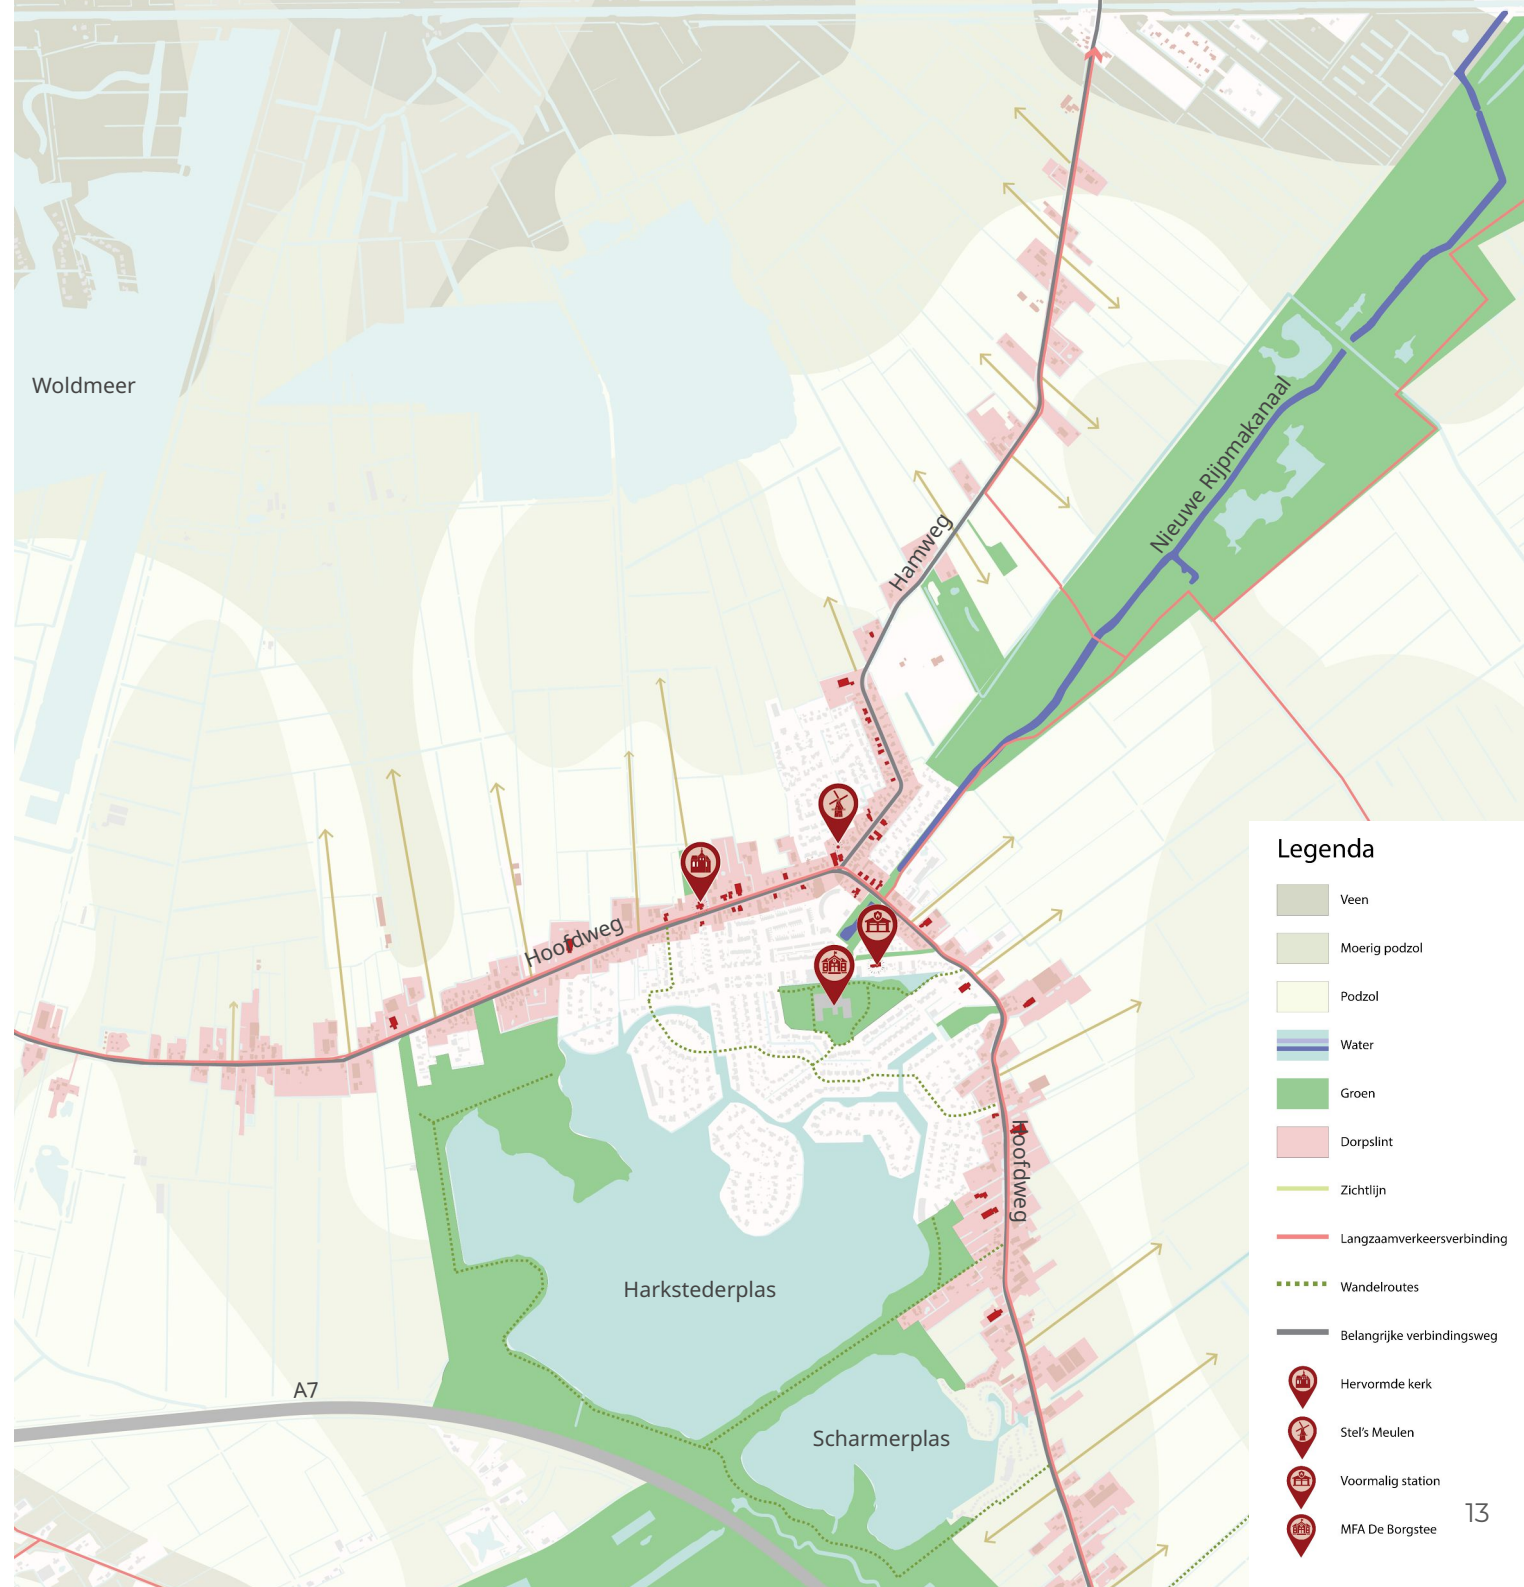 Woldmeer
Nieuwe Rijpmakanaal
Hamweg
Hoofdweg
Hoofdweg
Harkstederplas
A7
Scharmerplas
Legenda
Veen
Moerig podzol
Podzol
Water
Groen
Dorpslint
Zichtlijn
Langzaamverkeersverbinding
Wandelroutes
Belangrijke verbindingsweg
Hervormde kerk
Stel's Meulen
Voormalig station
MFA De Borgstee
13